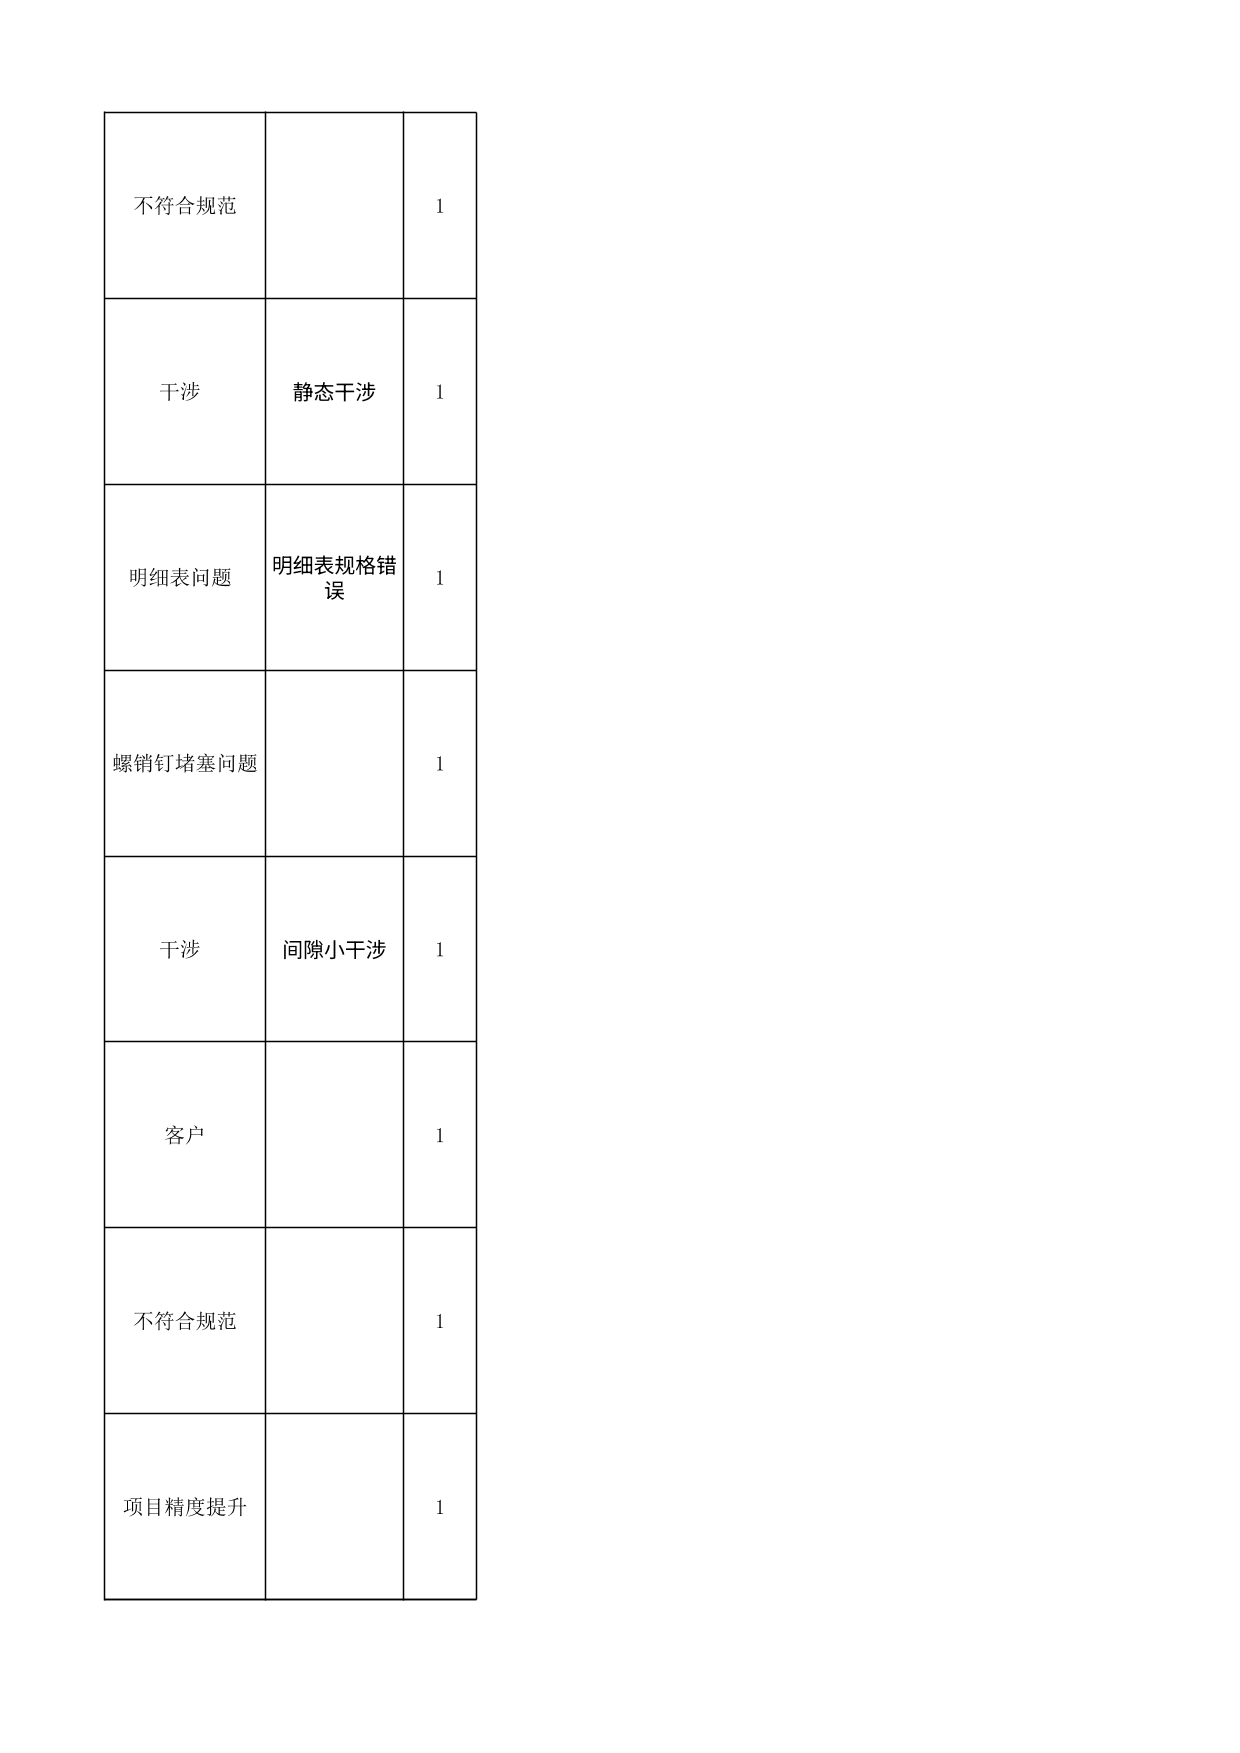 不符合规范 1
干涉 静态干涉 1
明细表问题 明细表规格错
误 1
螺销钉堵塞问题 1
干涉 间隙小干涉 1
客户 1
不符合规范 1
项目精度提升 1